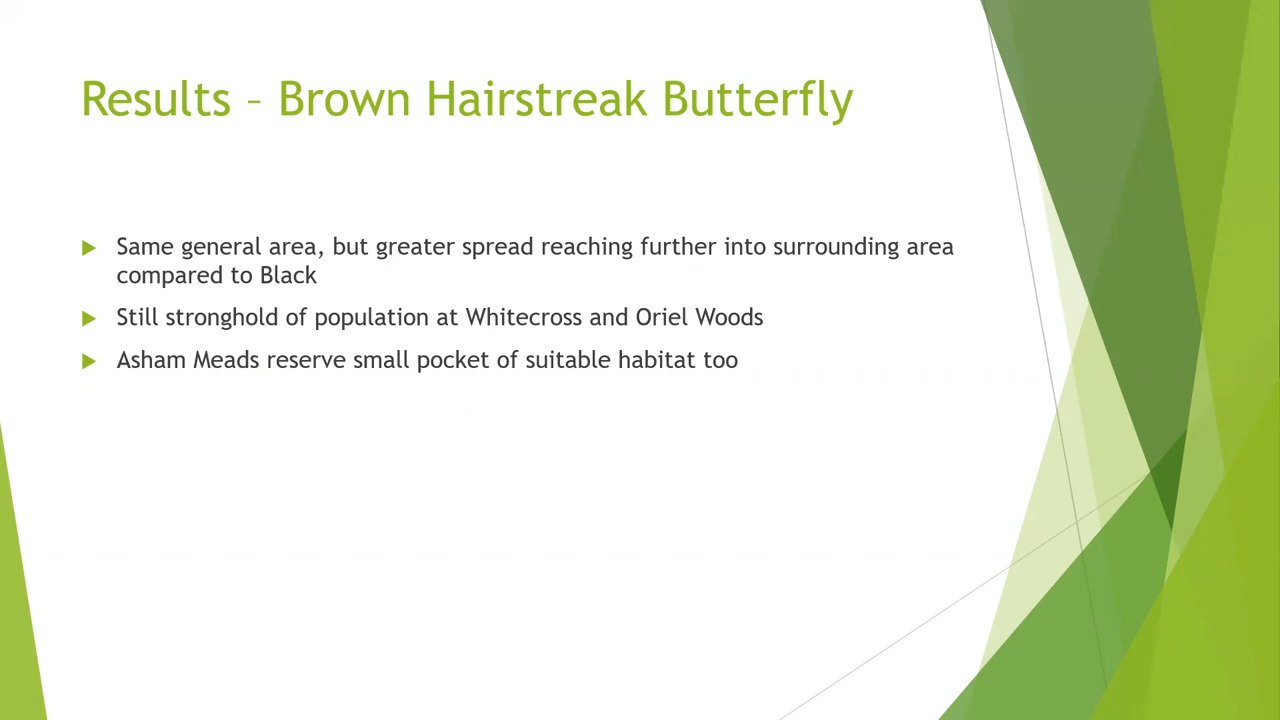 Results – Brown Hairstreak Butterfly
Same general area, but greater spread reaching further into surrounding area
compared to Black
Still stronghold of population at Whitecross and Oriel Woods
Asham Meads reserve small pocket of suitable habitat too